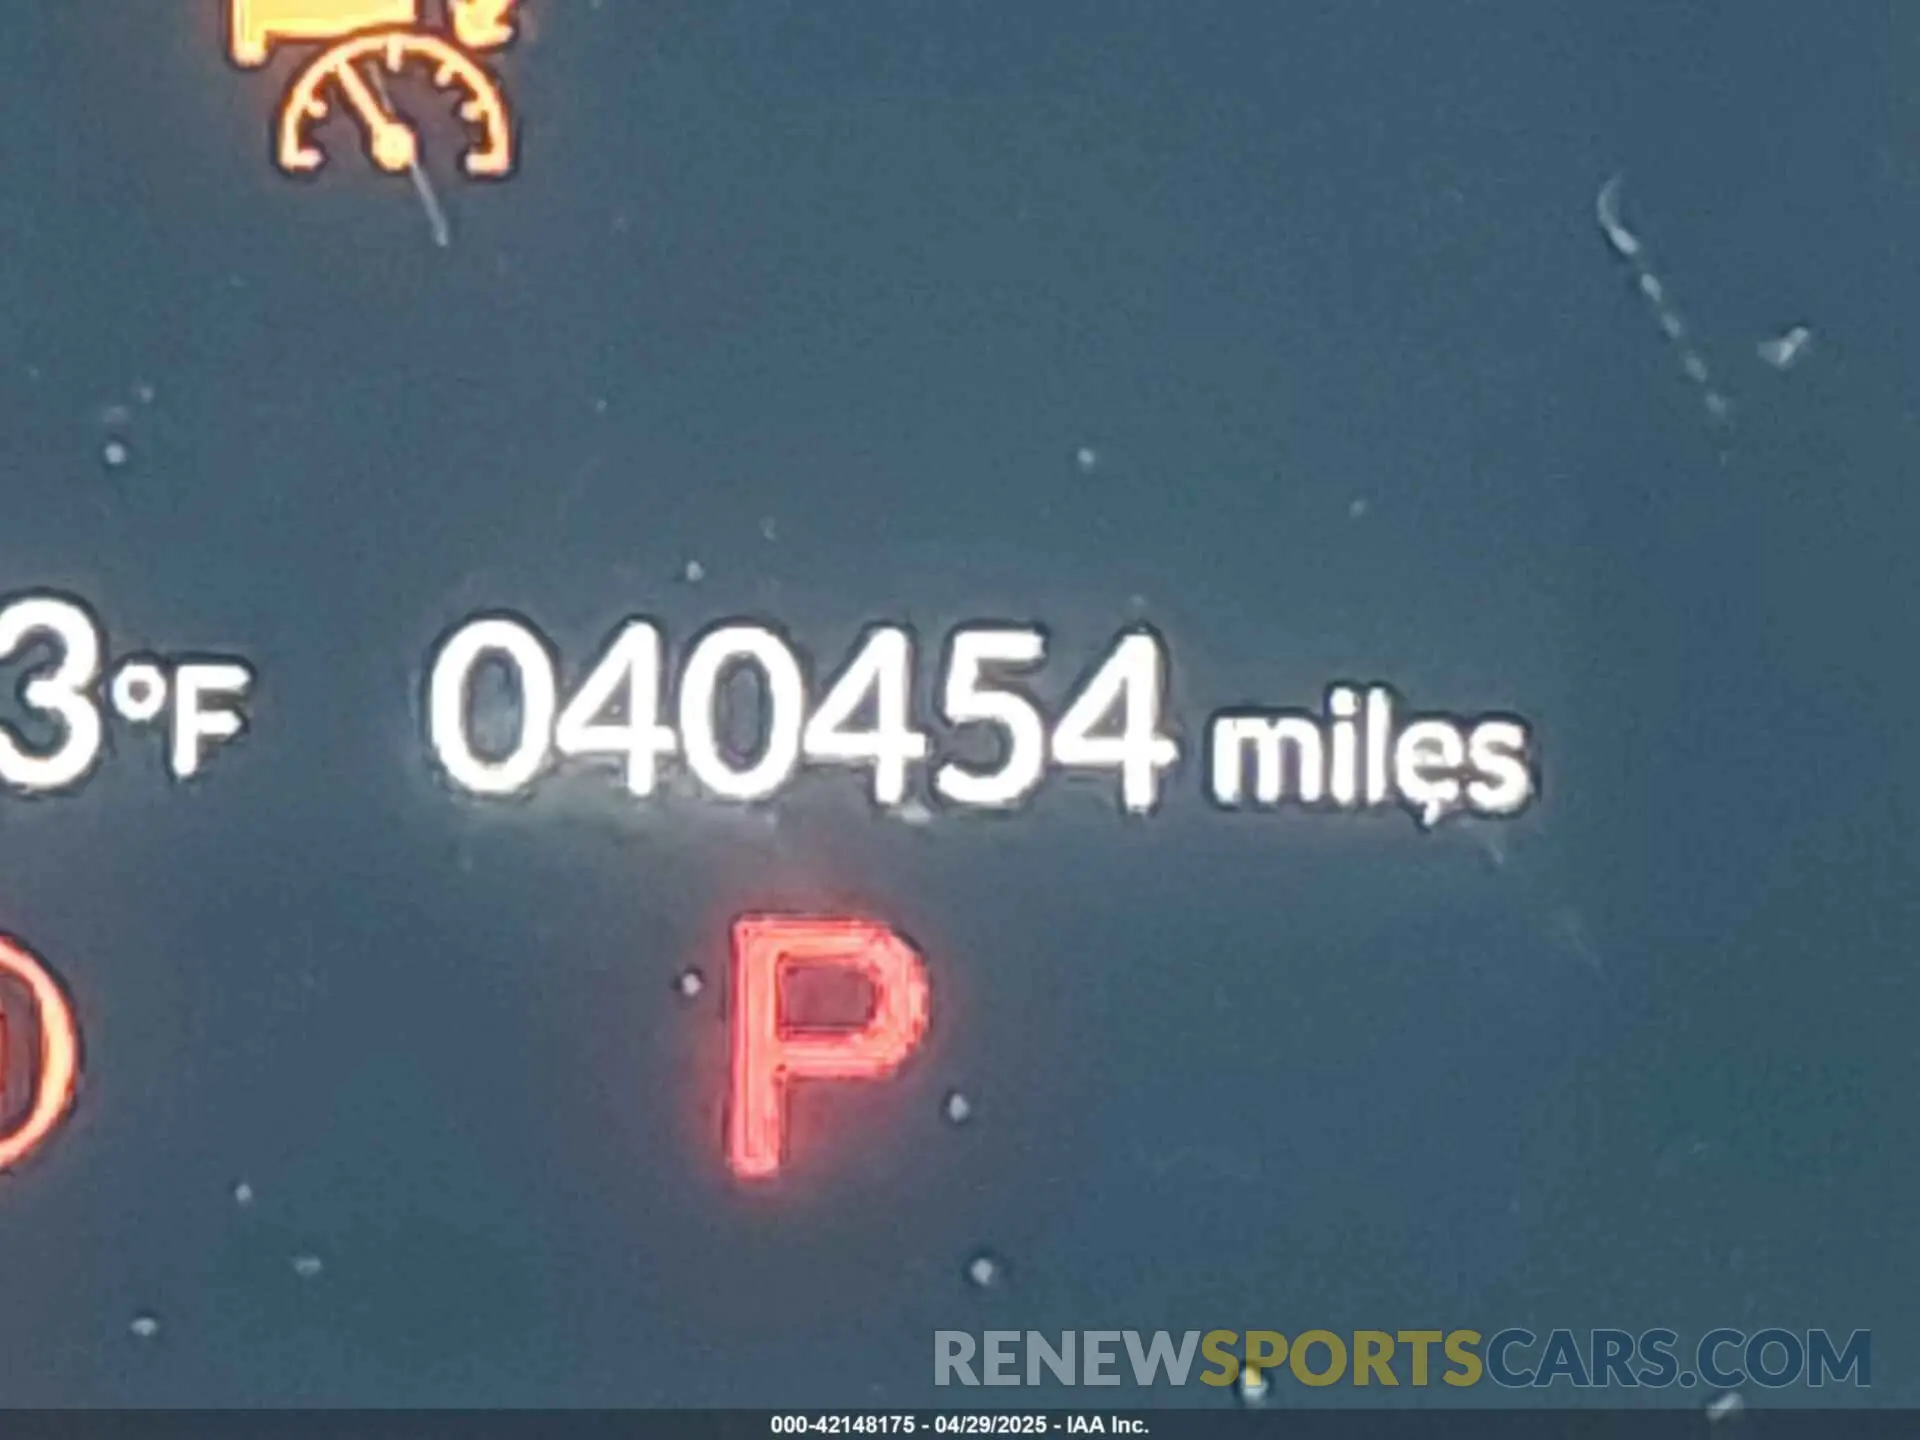 3°F 040454 miles
P
RENEWSPORTSCARS.COM
000-42148175 - 04/29/2025 - IAA Inc.